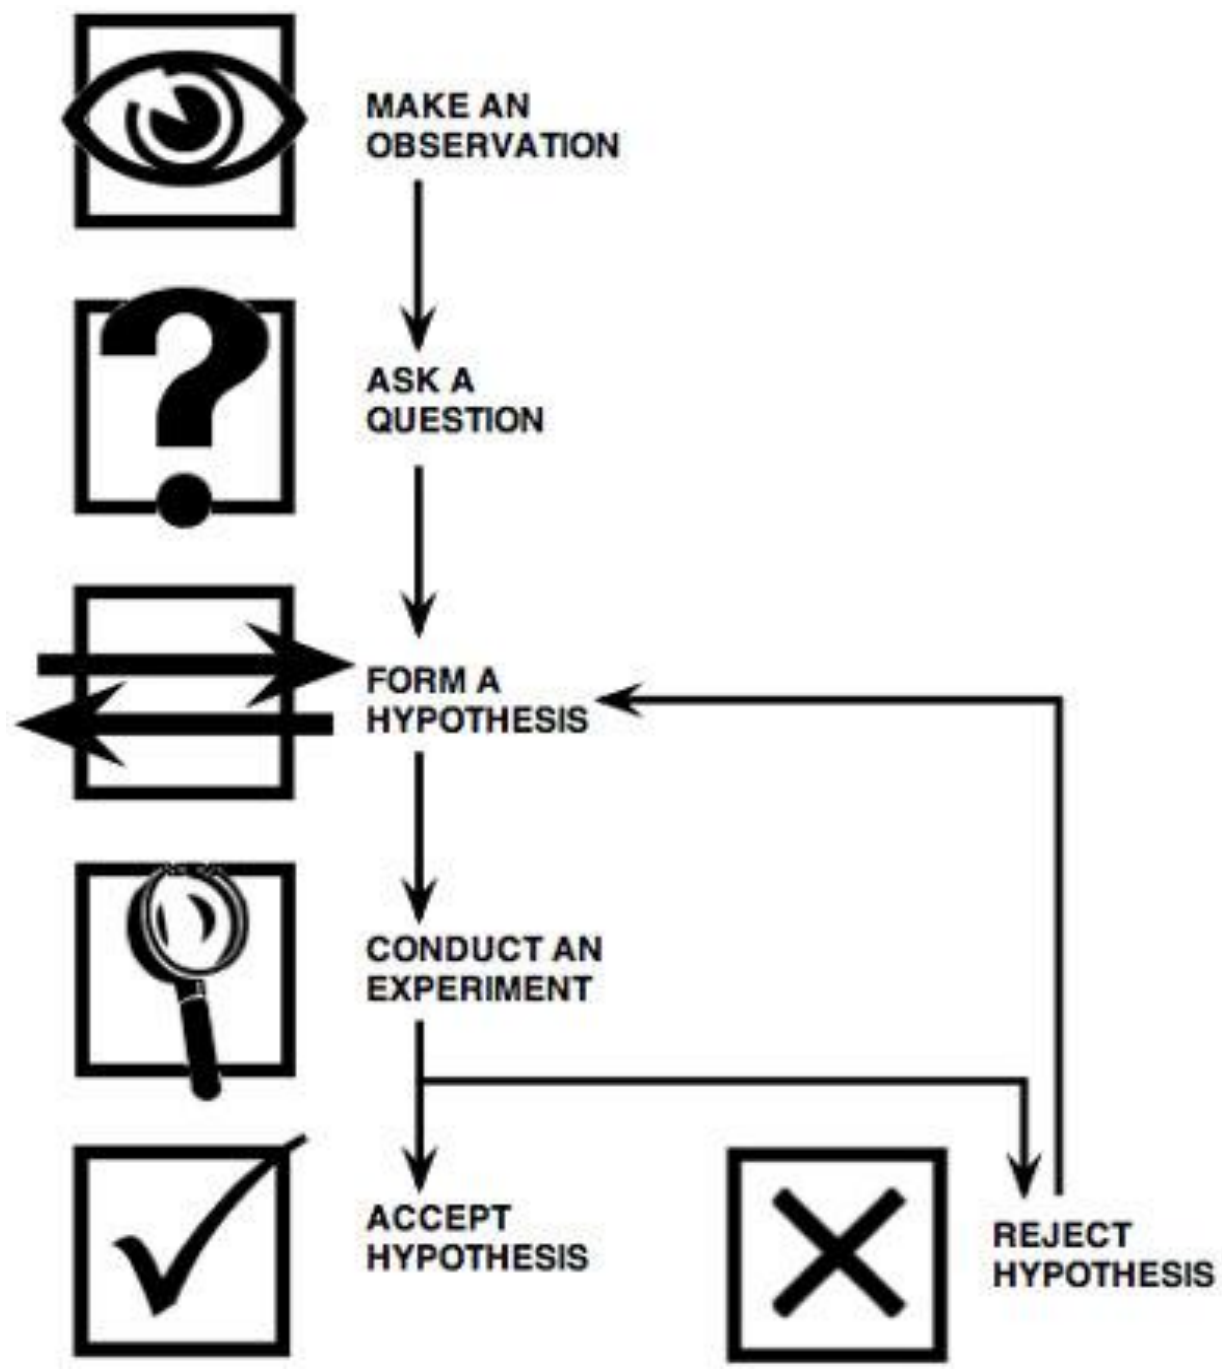 MAKE AN
OBSERVATION
ASK A
QUESTION
FORM A
HYPOTHESIS
CONDUCT AN
EXPERIMENT
ACCEPT
HYPOTHESIS
REJECT
HYPOTHESIS